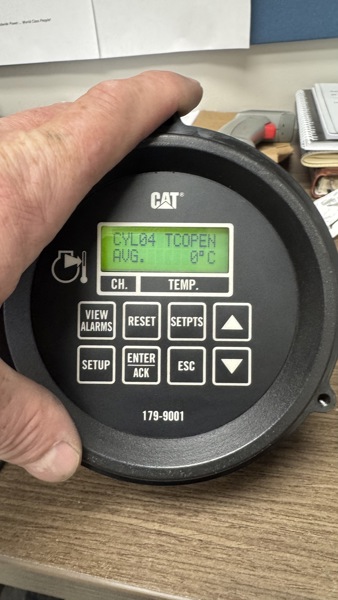 CAT®
CYL04 TCOPEN
AVG. 0°C
CH. TEMP.
VIEW ALARMS
RESET
SETPTS
SETUP
ENTER ACK
ESC
179-9001